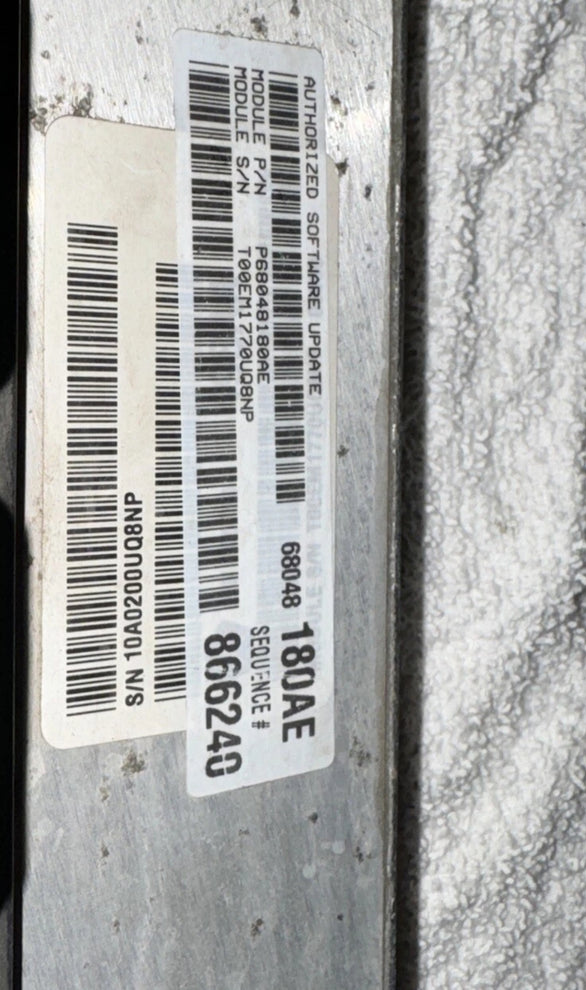 AUTHORIZED SOFTWARE UPDATE
MODULE P/N P68048180AE
MODULE S/N T00EM1770UQ8NP
68048 180AE
SEQUENCE #
866240
S/N 10A0200UQ8NP